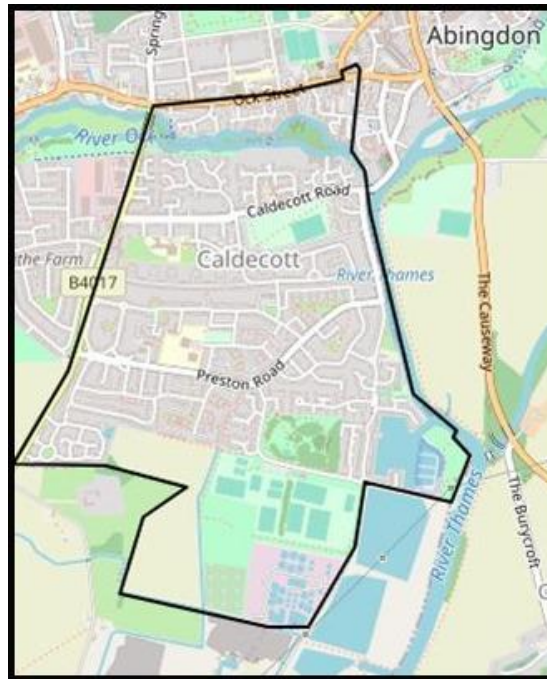 Spring
Abingdon
Ock Street
River O
Caldecott Road
Caldecott
the Farm
River Thames
B4017
The Causeway
Preston Road
River Thames
The Burycroft